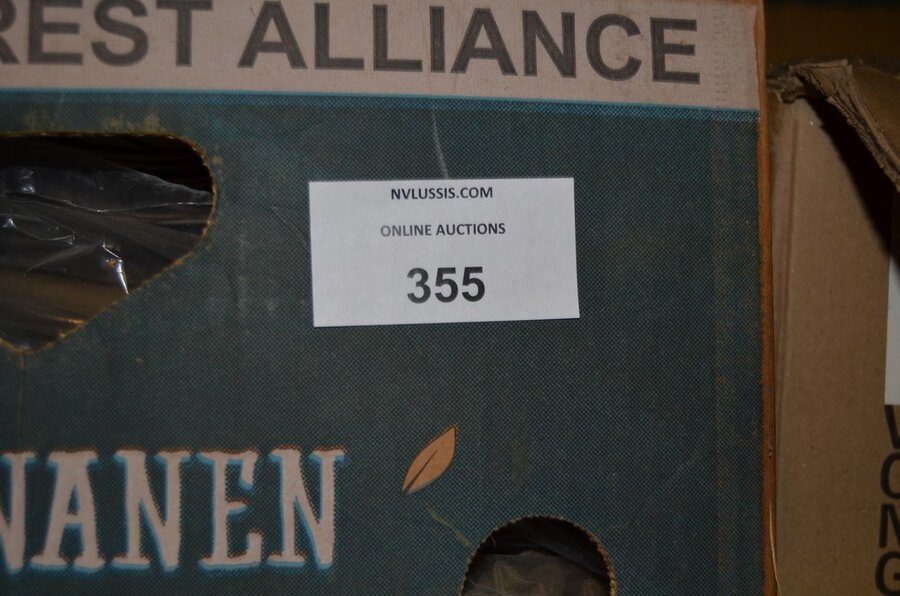 REST ALLIANCE
NVLUSSIS.COM
ONLINE AUCTIONS
355
NANEN